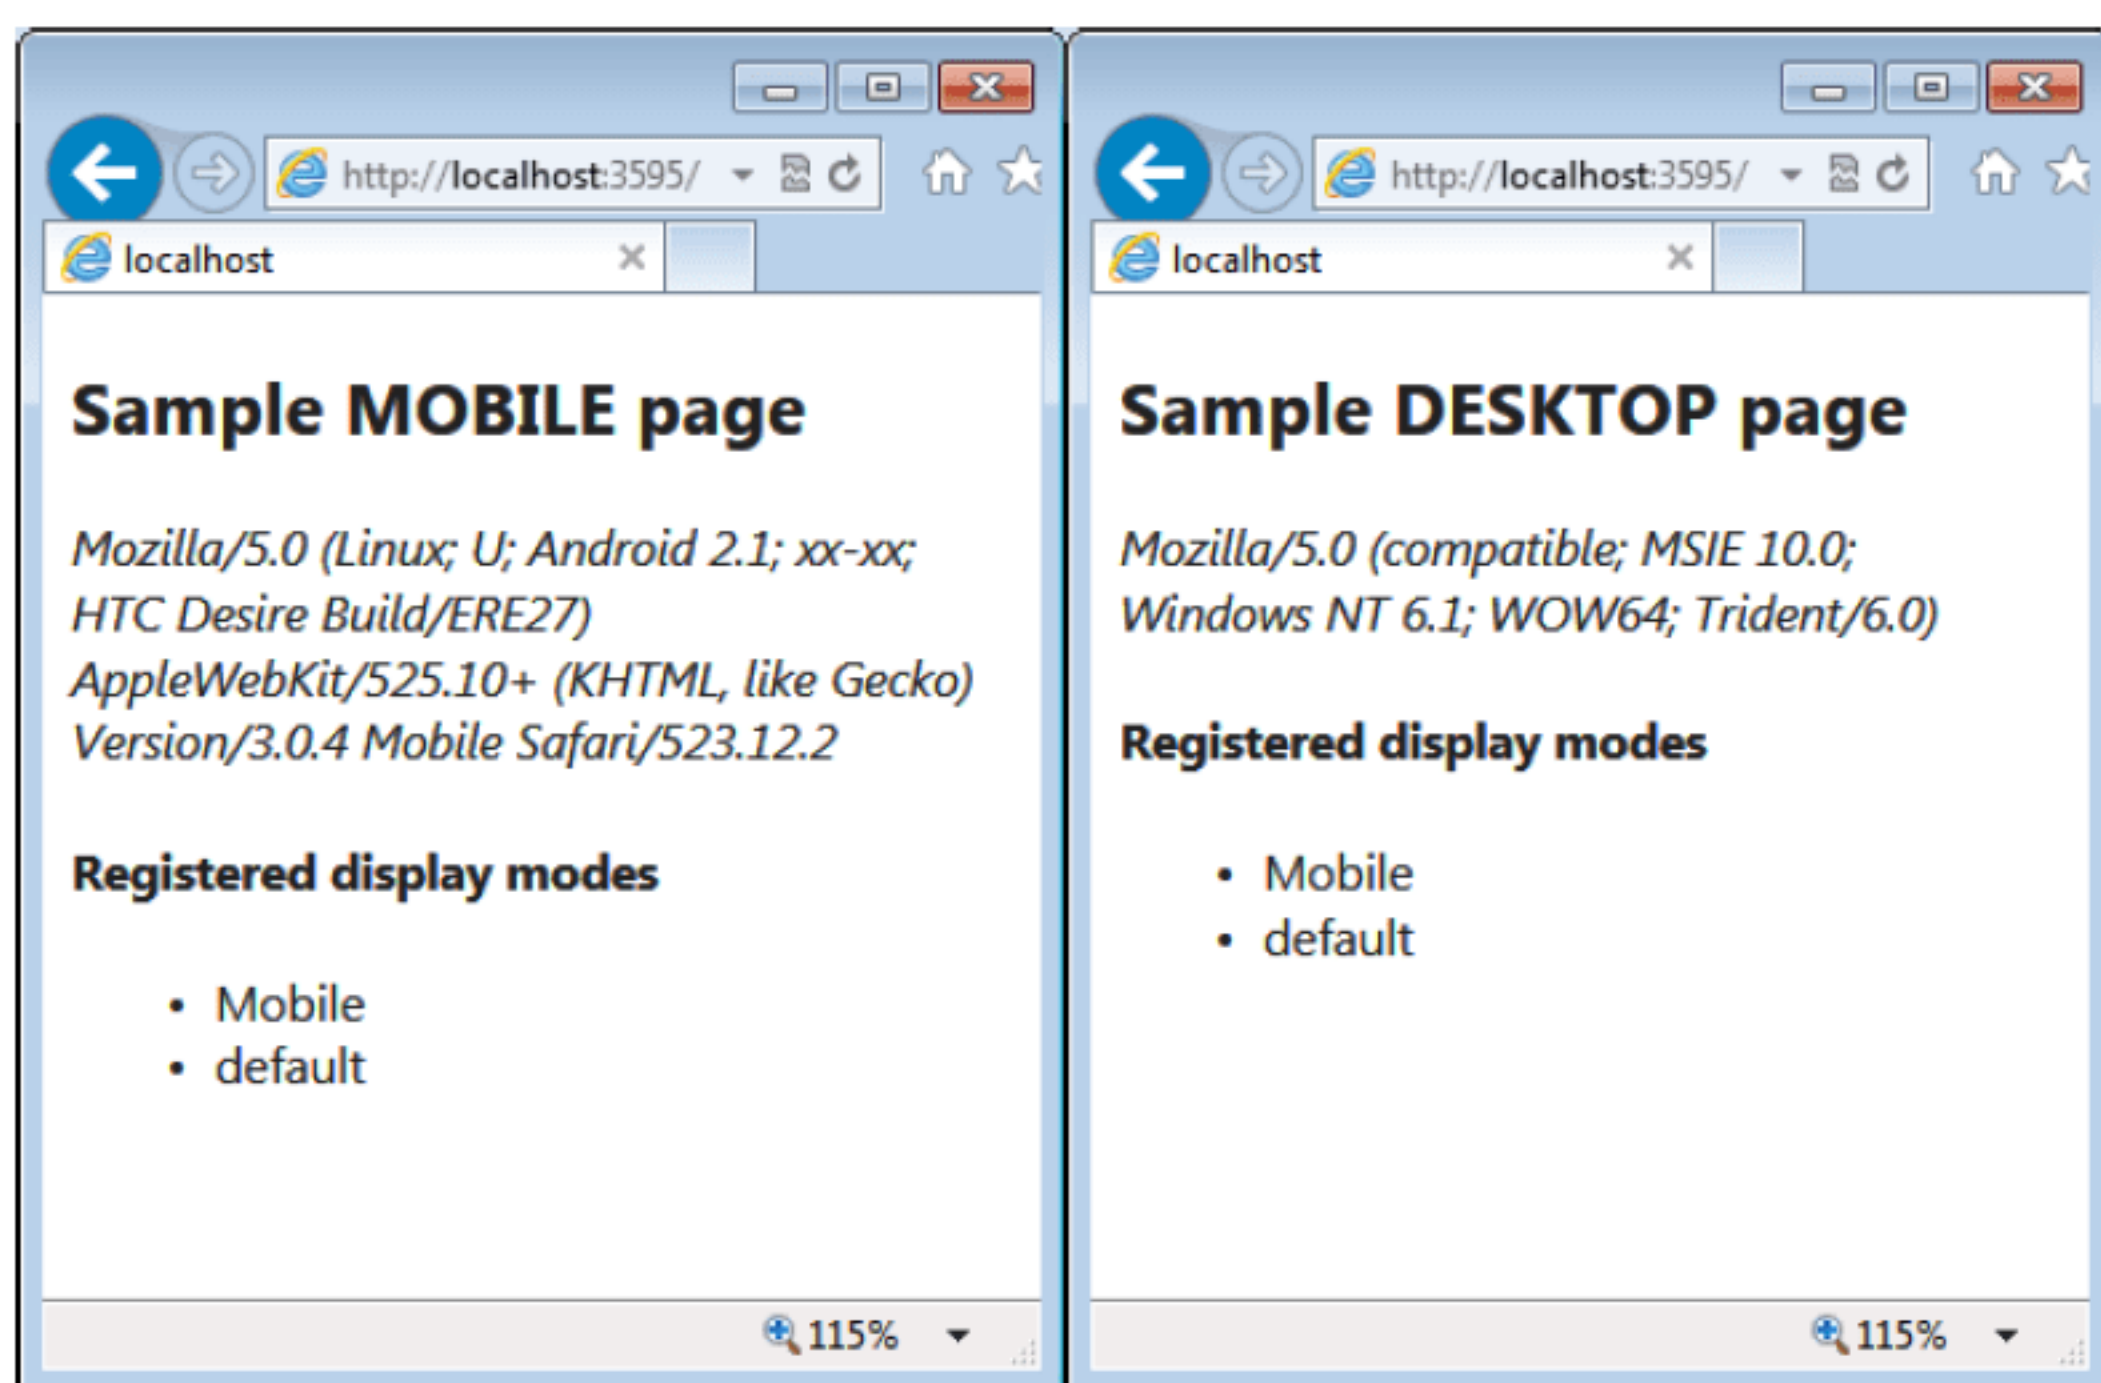 http://localhost:3595/
localhost
Sample MOBILE page
Mozilla/5.0 (Linux; U; Android 2.1; xx-xx;
HTC Desire Build/ERE27)
AppleWebKit/525.10+ (KHTML, like Gecko)
Version/3.0.4 Mobile Safari/523.12.2
Registered display modes
• Mobile
• default
115%
http://localhost:3595/
localhost
Sample DESKTOP page
Mozilla/5.0 (compatible; MSIE 10.0;
Windows NT 6.1; WOW64; Trident/6.0)
Registered display modes
• Mobile
• default
115%